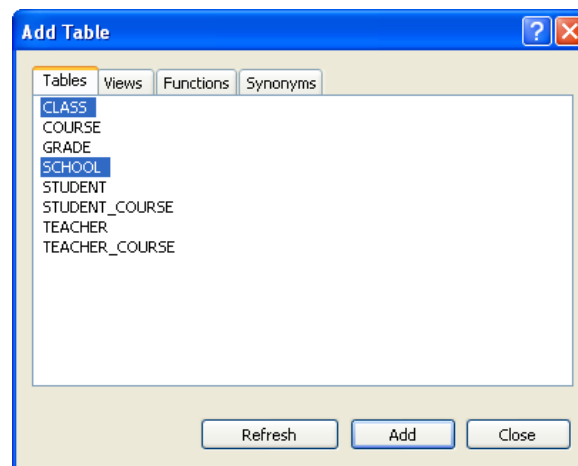 Add Table
?
Tables Views Functions Synonyms
CLASS
COURSE
GRADE
SCHOOL
STUDENT
STUDENT_COURSE
TEACHER
TEACHER_COURSE
Refresh Add Close